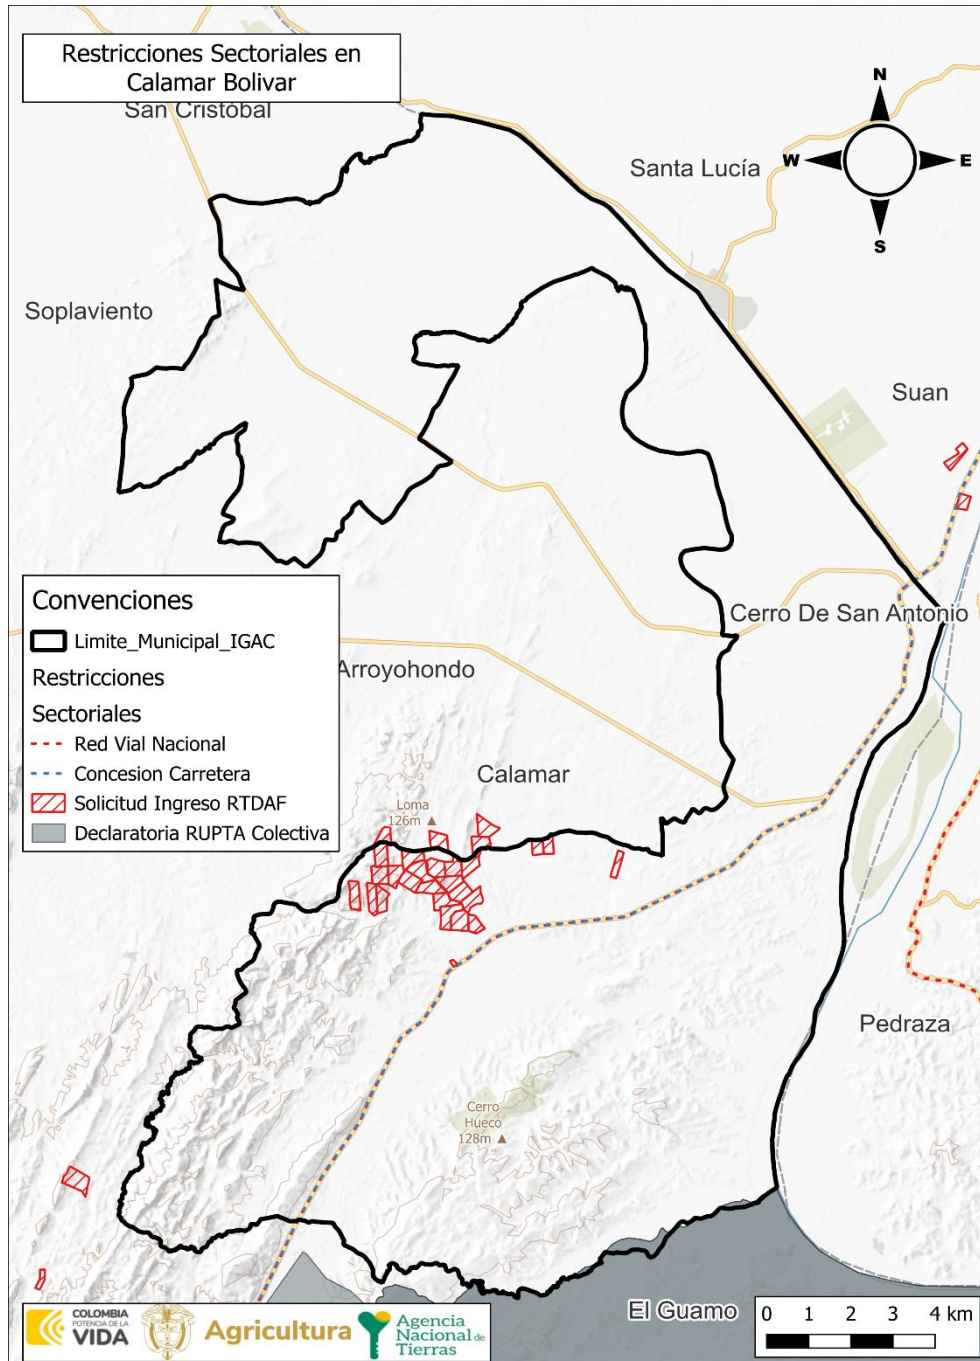 Restricciones Sectoriales en
Calamar Bolivar
San Cristóbal
N
W
E
S
Santa Lucía
Soplaviento
Suan
Convenciones
Limite_Municipal_IGAC
Restricciones
Sectoriales
Red Vial Nacional
Concesion Carretera
Solicitud Ingreso RTDAF
Declaratoria RUPTA Colectiva
Cerro De San Antonio
Arroyohondo
Calamar
Loma
126m
Pedraza
Cerro
Hueco
128m
El Guamo
COLOMBIA
POTENCIA DE LA
VIDA
Agricultura
Agencia
Nacional de
Tierras
0 1 2 3 4 km